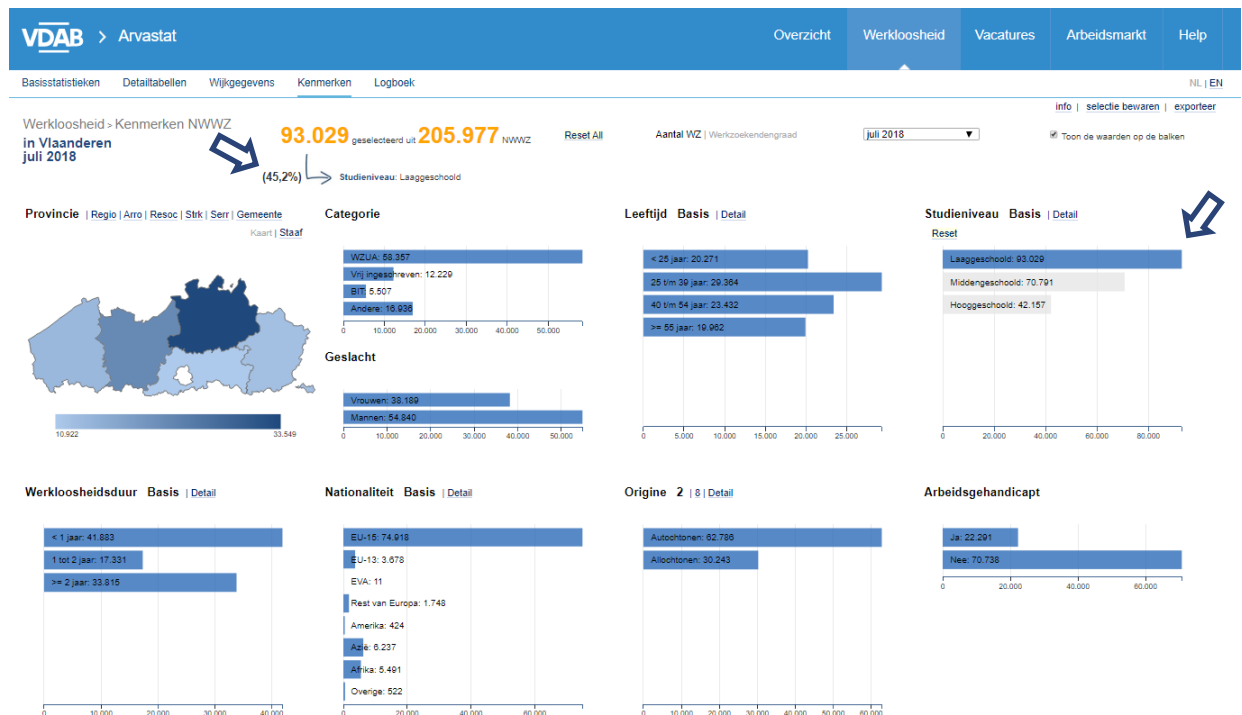 VDAB > Arvastat
Overzicht
Werkloosheid
Vacatures
Arbeidsmarkt
Help
Basisstatistieken
Detailtabellen
Wijkgegevens
Kenmerken
Logboek
NL | EN
info | selectie bewaren | exporteer
Werkloosheid > Kenmerken NWWZ
in Vlaanderen
juli 2018
93.029 geselecteerd uit 205.977 NWWZ
Reset All
Aantal WZ | Werkzoekendengraad
juli 2018
Toon de waarden op de balken
(45,2%)
Studieniveau: Laaggeschoold
Provincie | Regio | Arro | Resoc | Strk | Serr | Gemeente
Kaart | Staaf
10.922
33.549
Categorie
WZUA: 58.357
Vrij ingeschreven: 12.229
BIT: 5.507
Andere: 16.936
0 10.000 20.000 30.000 40.000 50.000
Geslacht
Vrouwen: 38.189
Mannen: 54.840
0 10.000 20.000 30.000 40.000 50.000
Leeftijd Basis | Detail
< 25 jaar: 20.271
25 t/m 39 jaar: 29.364
40 t/m 54 jaar: 23.432
>= 55 jaar: 19.962
0 5.000 10.000 15.000 20.000 25.000
Studieniveau Basis | Detail
Reset
Laaggeschoold: 93.029
Middengeschoold: 70.791
Hooggeschoold: 42.157
0 20.000 40.000 60.000 80.000
Werkloosheidsduur Basis | Detail
< 1 jaar: 41.883
1 tot 2 jaar: 17.331
>= 2 jaar: 33.815
0 10.000 20.000 30.000 40.000
Nationaliteit Basis | Detail
EU-15: 74.918
EU-13: 3.678
EVA: 11
Rest van Europa: 1.748
Amerika: 424
Azië: 6.237
Afrika: 5.491
Overige: 522
0 20.000 40.000 60.000
Origine 2 | 8 | Detail
Autochtonen: 62.786
Allochtonen: 30.243
0 10.000 20.000 30.000 40.000 50.000 60.000
Arbeidsgehandicapt
Ja: 22.291
Nee: 70.738
0 20.000 40.000 60.000